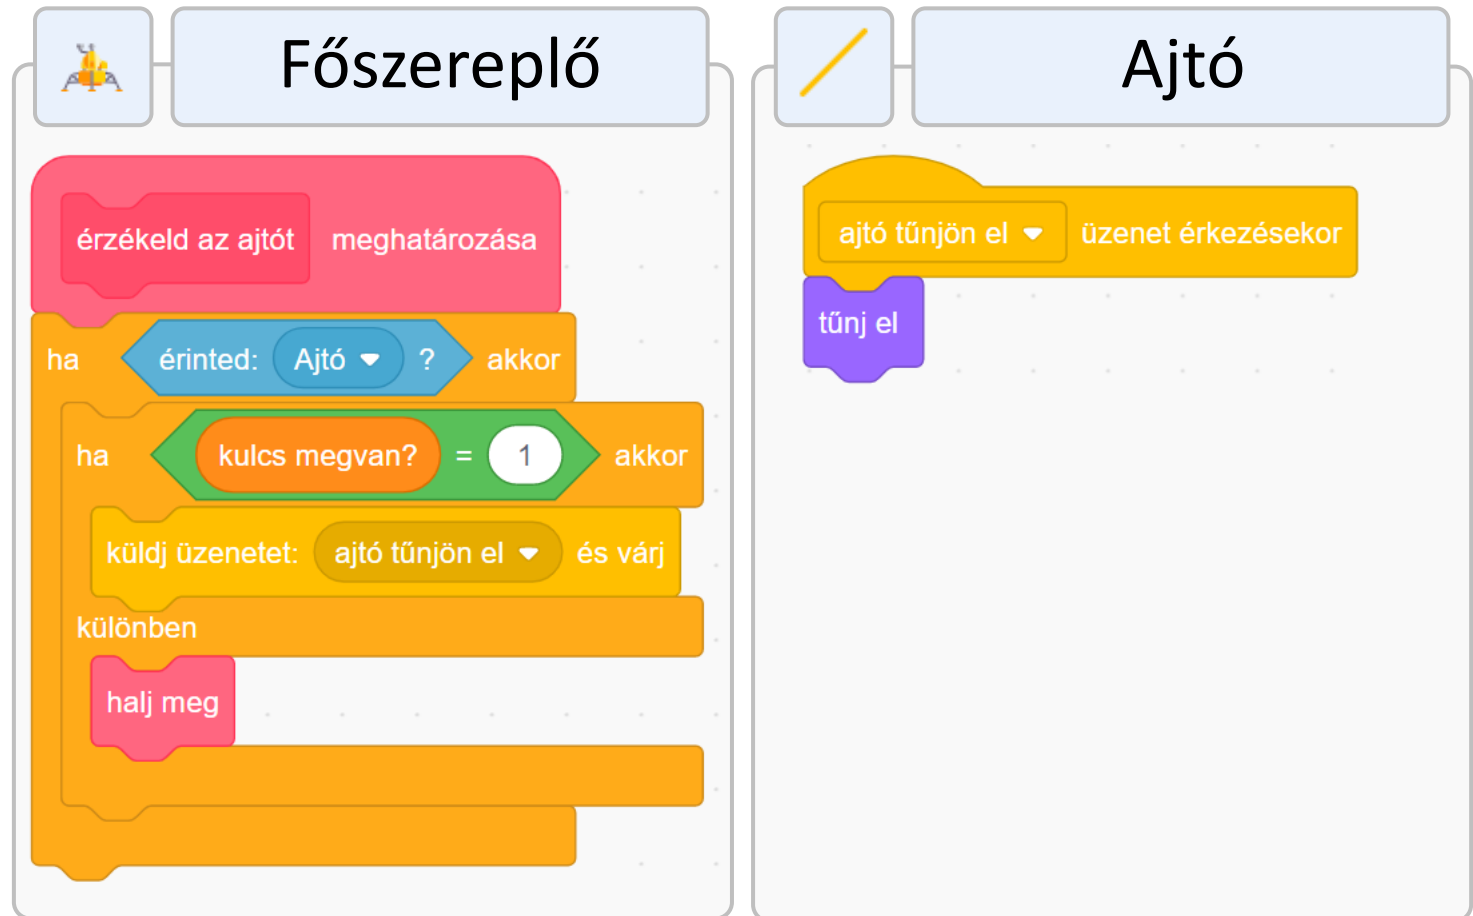 Főszereplő
érzékeld az ajtót meghatározása
ha érinted: Ajtó ? akkor
ha kulcs megvan? = 1 akkor
küldj üzenetet: ajtó tűnjön el és várj
különben
halj meg
Ajtó
ajtó tűnjön el üzenet érkezésekor
tűnj el